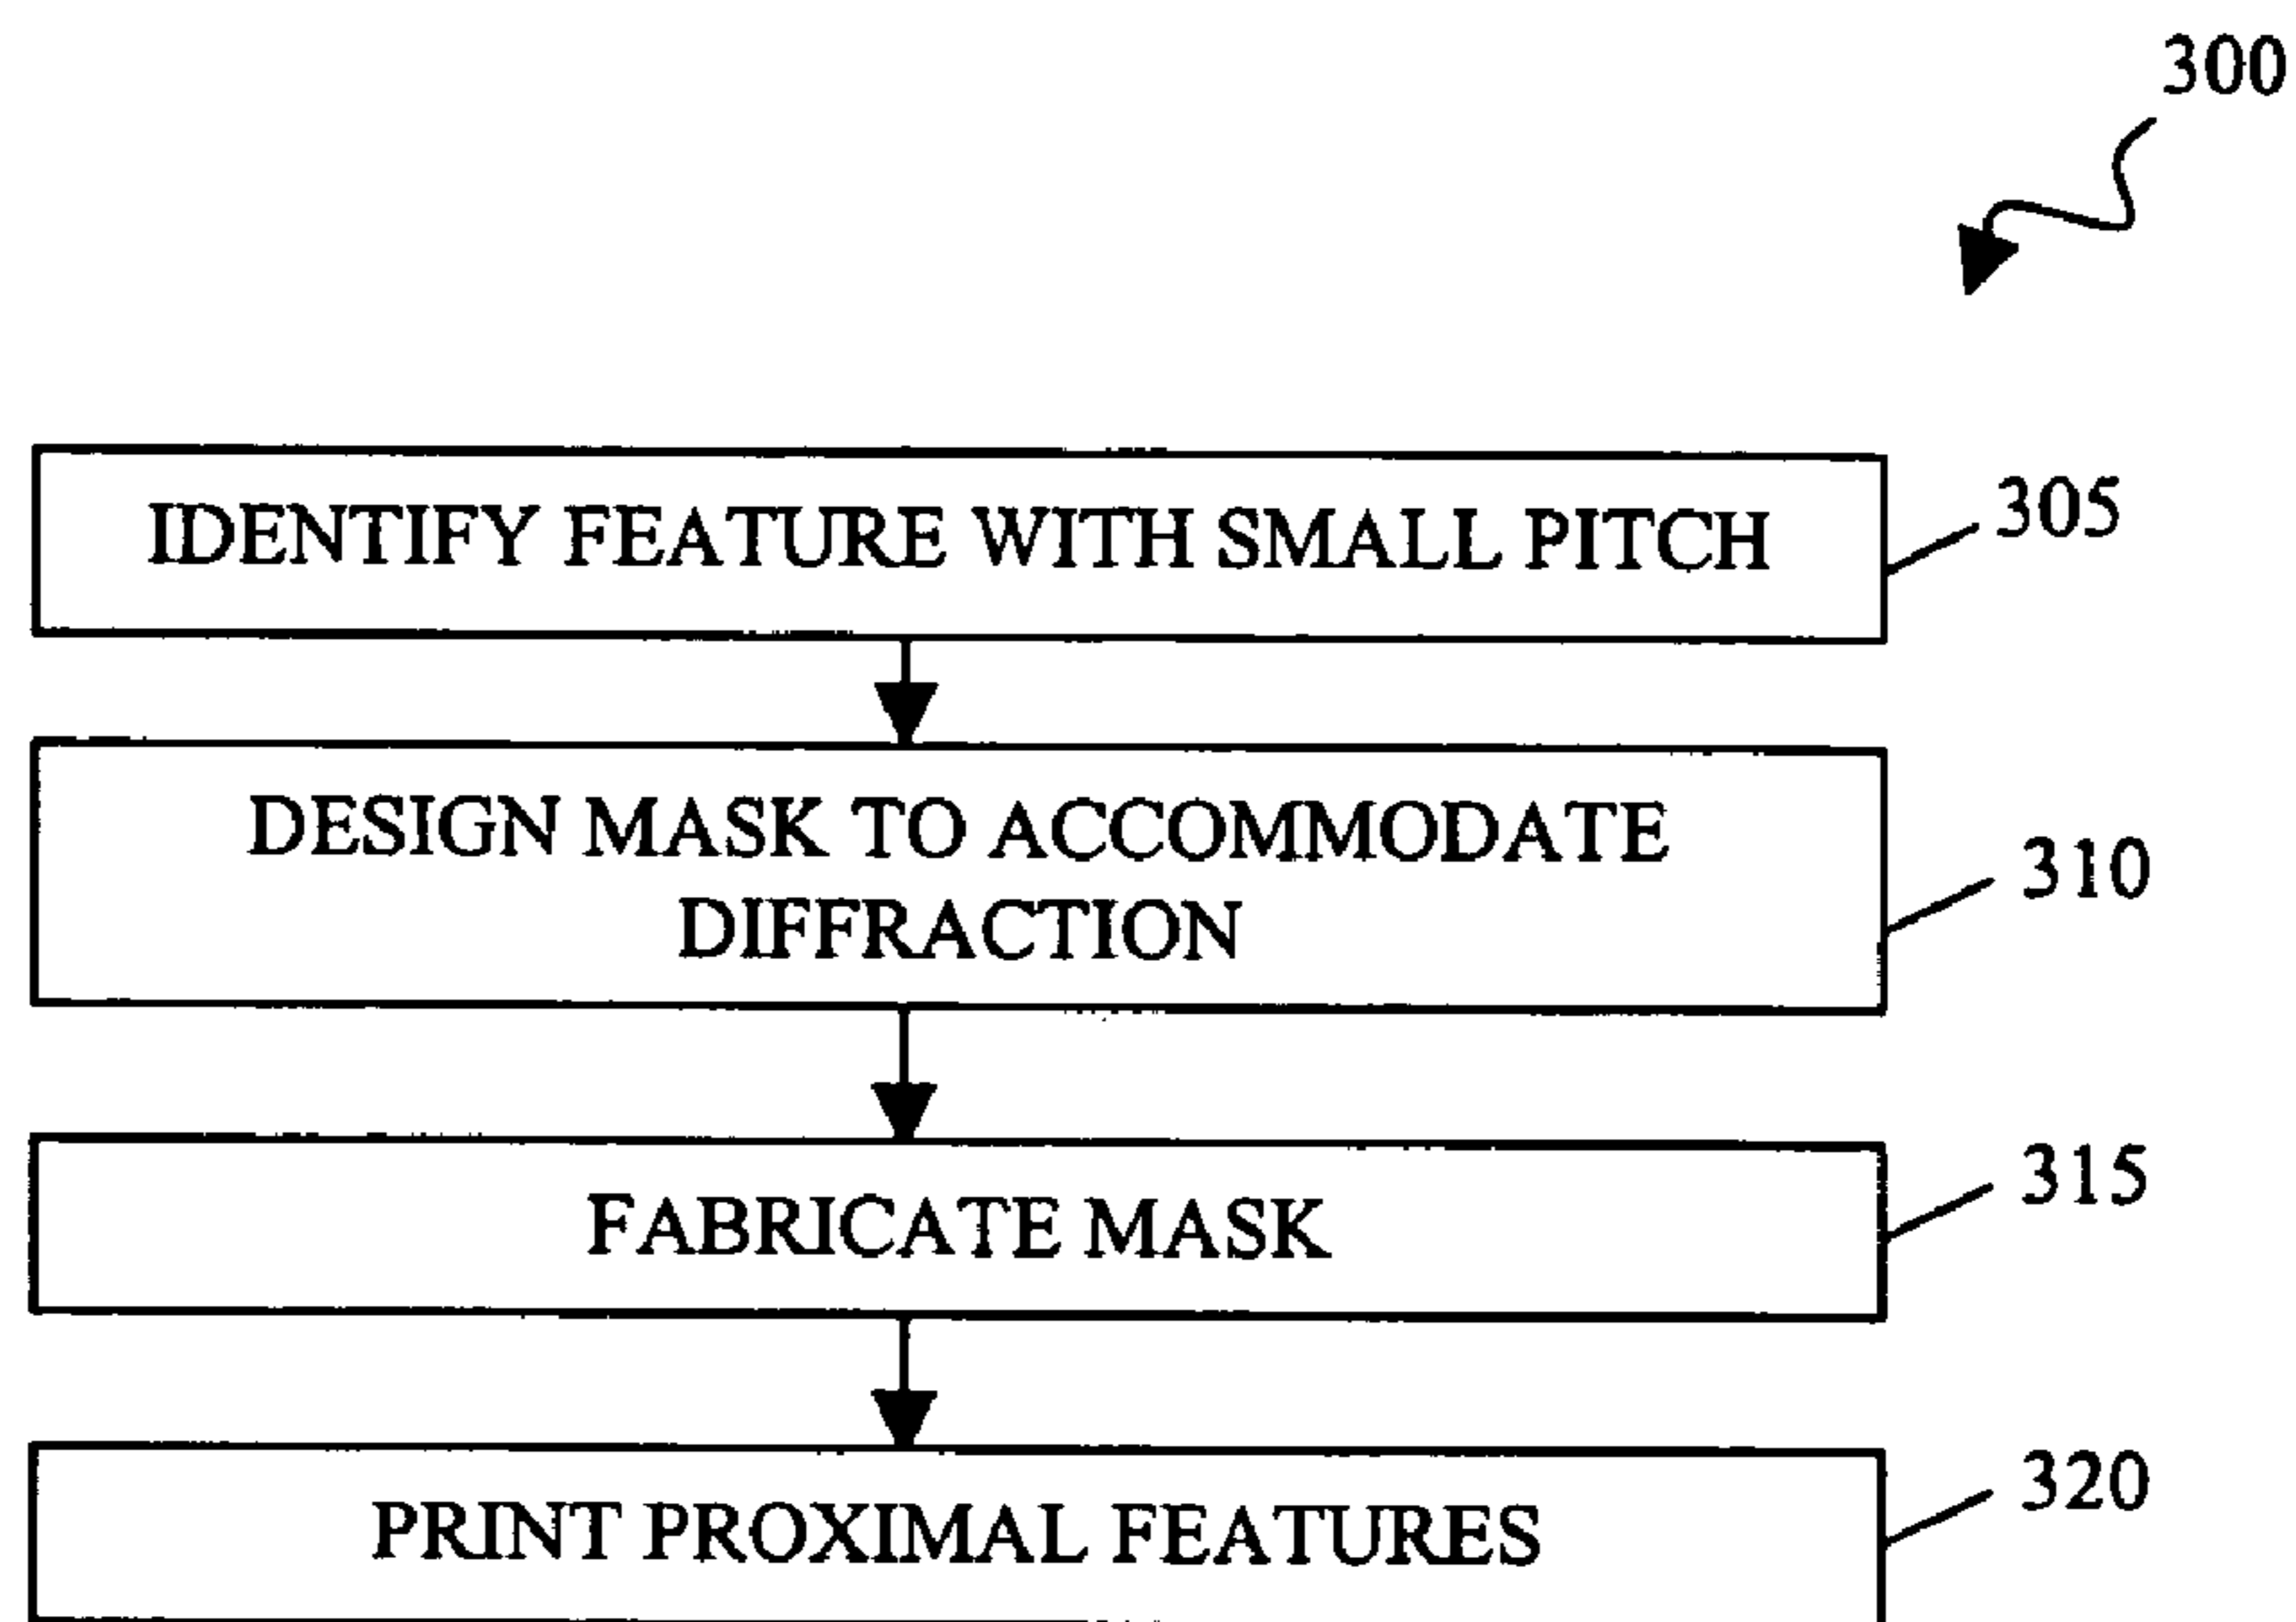 300
IDENTIFY FEATURE WITH SMALL PITCH
305
DESIGN MASK TO ACCOMMODATE
DIFFRACTION
310
FABRICATE MASK
315
PRINT PROXIMAL FEATURES
320